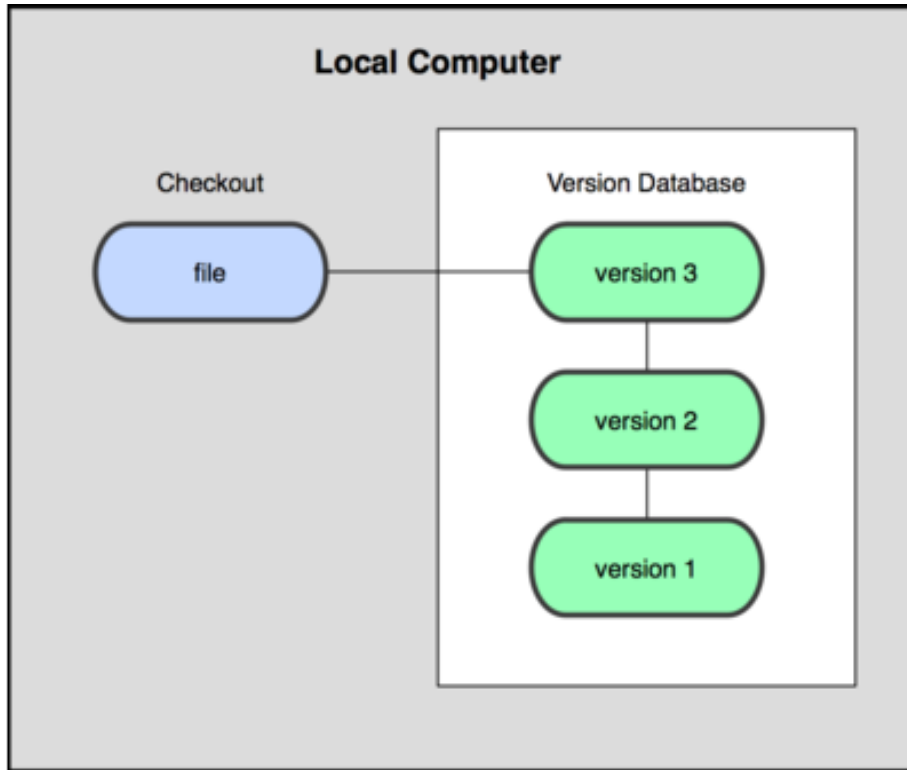 Local Computer
Checkout
Version Database
file
version 3
version 2
version 1